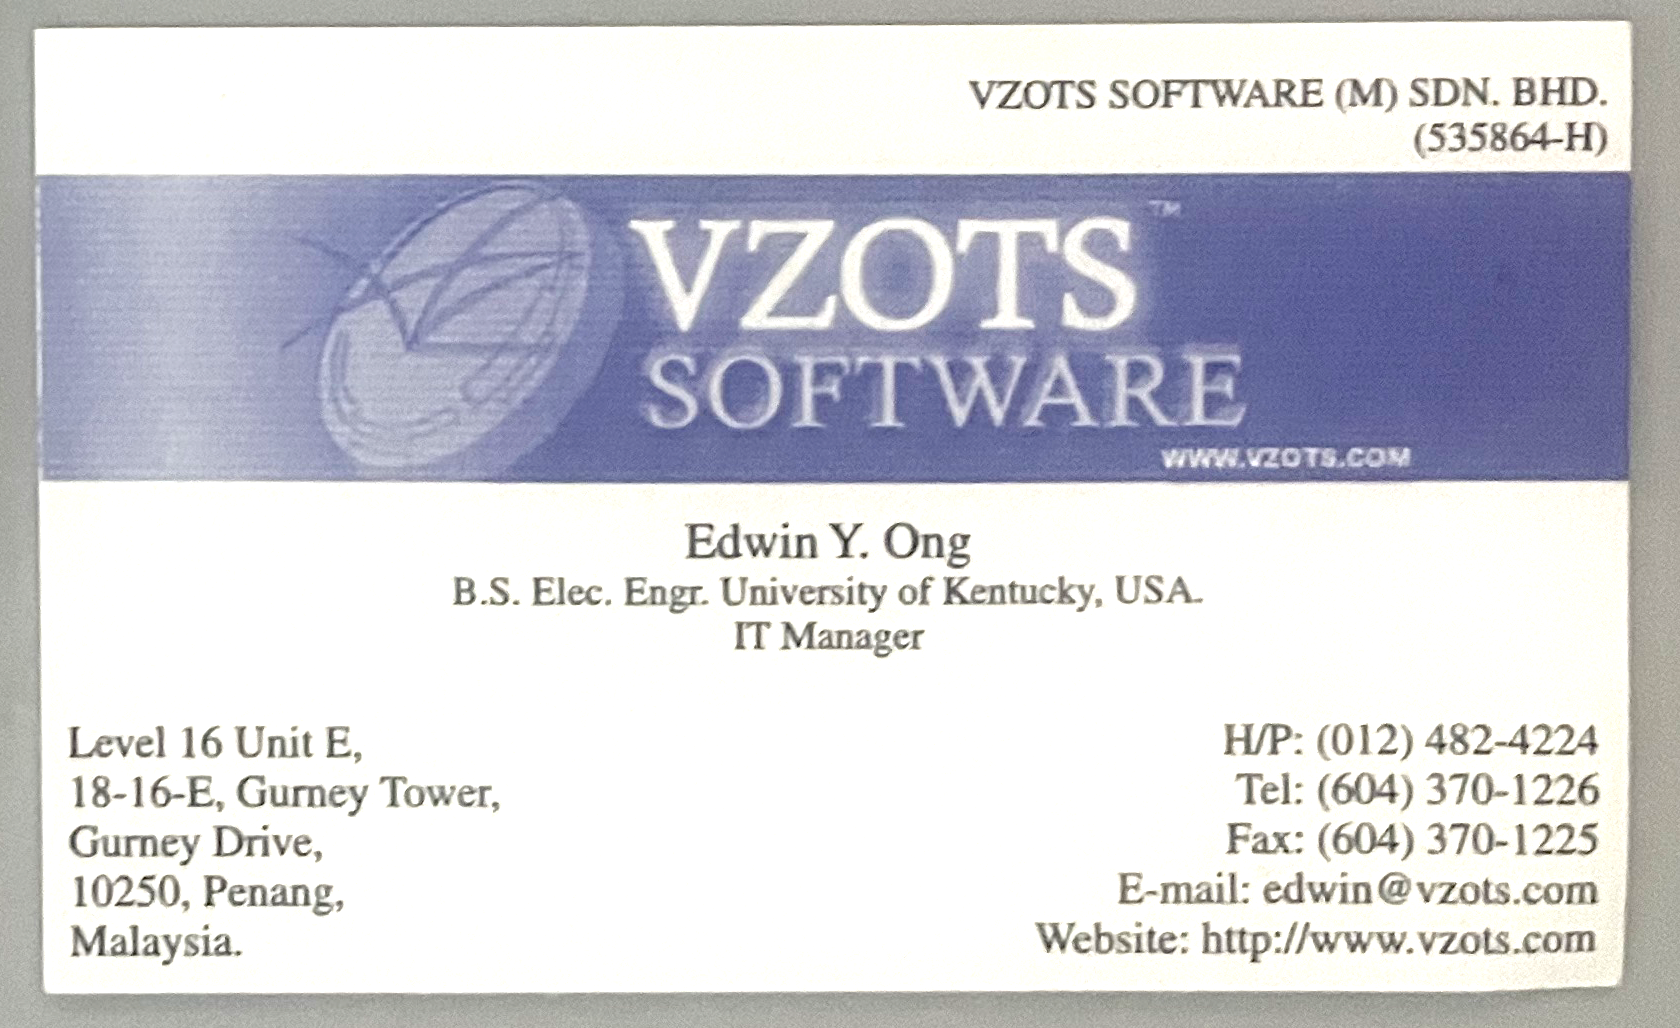 VZOTS SOFTWARE (M) SDN. BHD.
(535864-H)
VZOTS™
SOFTWARE
WWW.VZOTS.COM
Edwin Y. Ong
B.S. Elec. Engr. University of Kentucky, USA.
IT Manager
Level 16 Unit E,
18-16-E, Gurney Tower,
Gurney Drive,
10250, Penang,
Malaysia.
H/P: (012) 482-4224
Tel: (604) 370-1226
Fax: (604) 370-1225
E-mail: edwin@vzots.com
Website: http://www.vzots.com